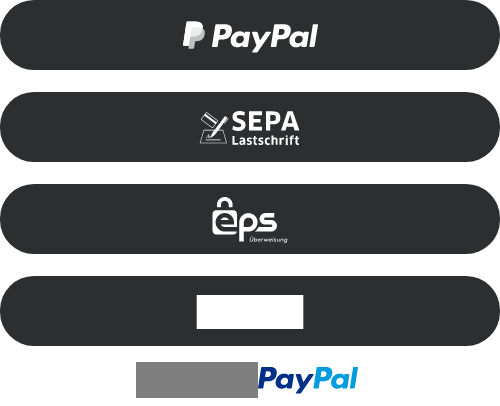 PayPal
SEPA
Lastschrift
eps
Überweisung
PayPal